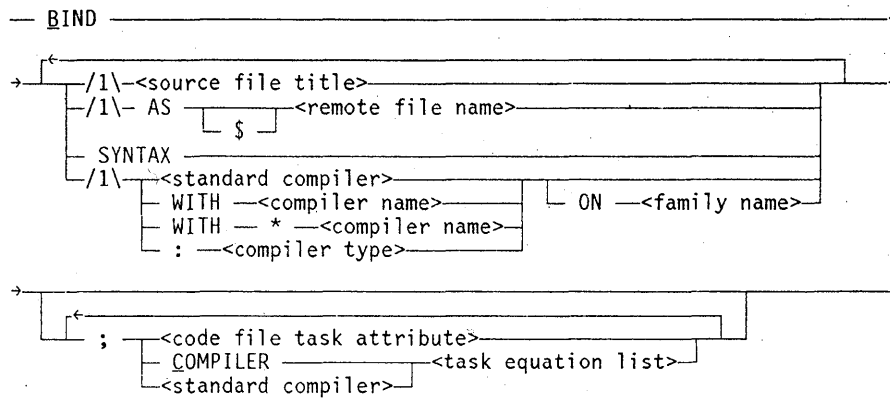 BIND
/1\ <source file title>
/1\ AS <remote file name>
$
SYNTAX
/1\ <standard compiler>
WITH <compiler name> ON <family name>
WITH * <compiler name>
: <compiler type>
; <code file task attribute>
COMPILER <task equation list>
<standard compiler>